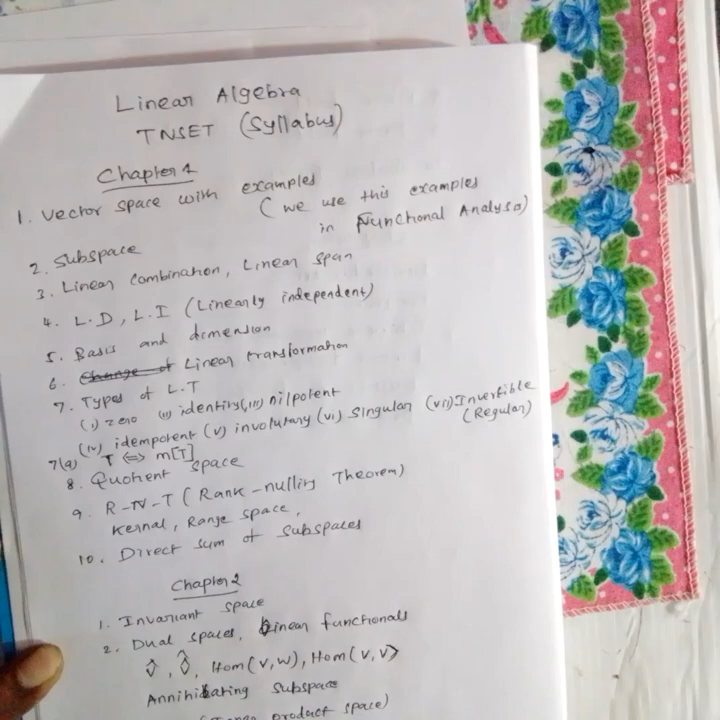 Linear Algebra
TNSET (Syllabus)
Chapter 1
1. Vector space with examples
(we use this examples
in Functional Analysis)
2. Subspace
3. Linear Combination, Linear span
4. L.D, L.I (Linearly independent)
5. Basis and dimension
6. Change of Linear transformation
7. Types of L.T
(i) zero (ii) identity (iii) nilpotent
(iv) idempotent (v) involutary (vi) Singular (vii) Invertible
(Regular)
7(a) T ⇔ m[T]
8. Quotient space
9. R-N-T (Rank-nullity Theorem)
Kernal, Range space,
10. Direct sum of subspaces
Chapter 2
1. Invariant space
2. Dual spaces, Linear functionals
V̂, V̂̂, Hom(V,W), Hom(V,V)
Annihilating Subspace
product space)